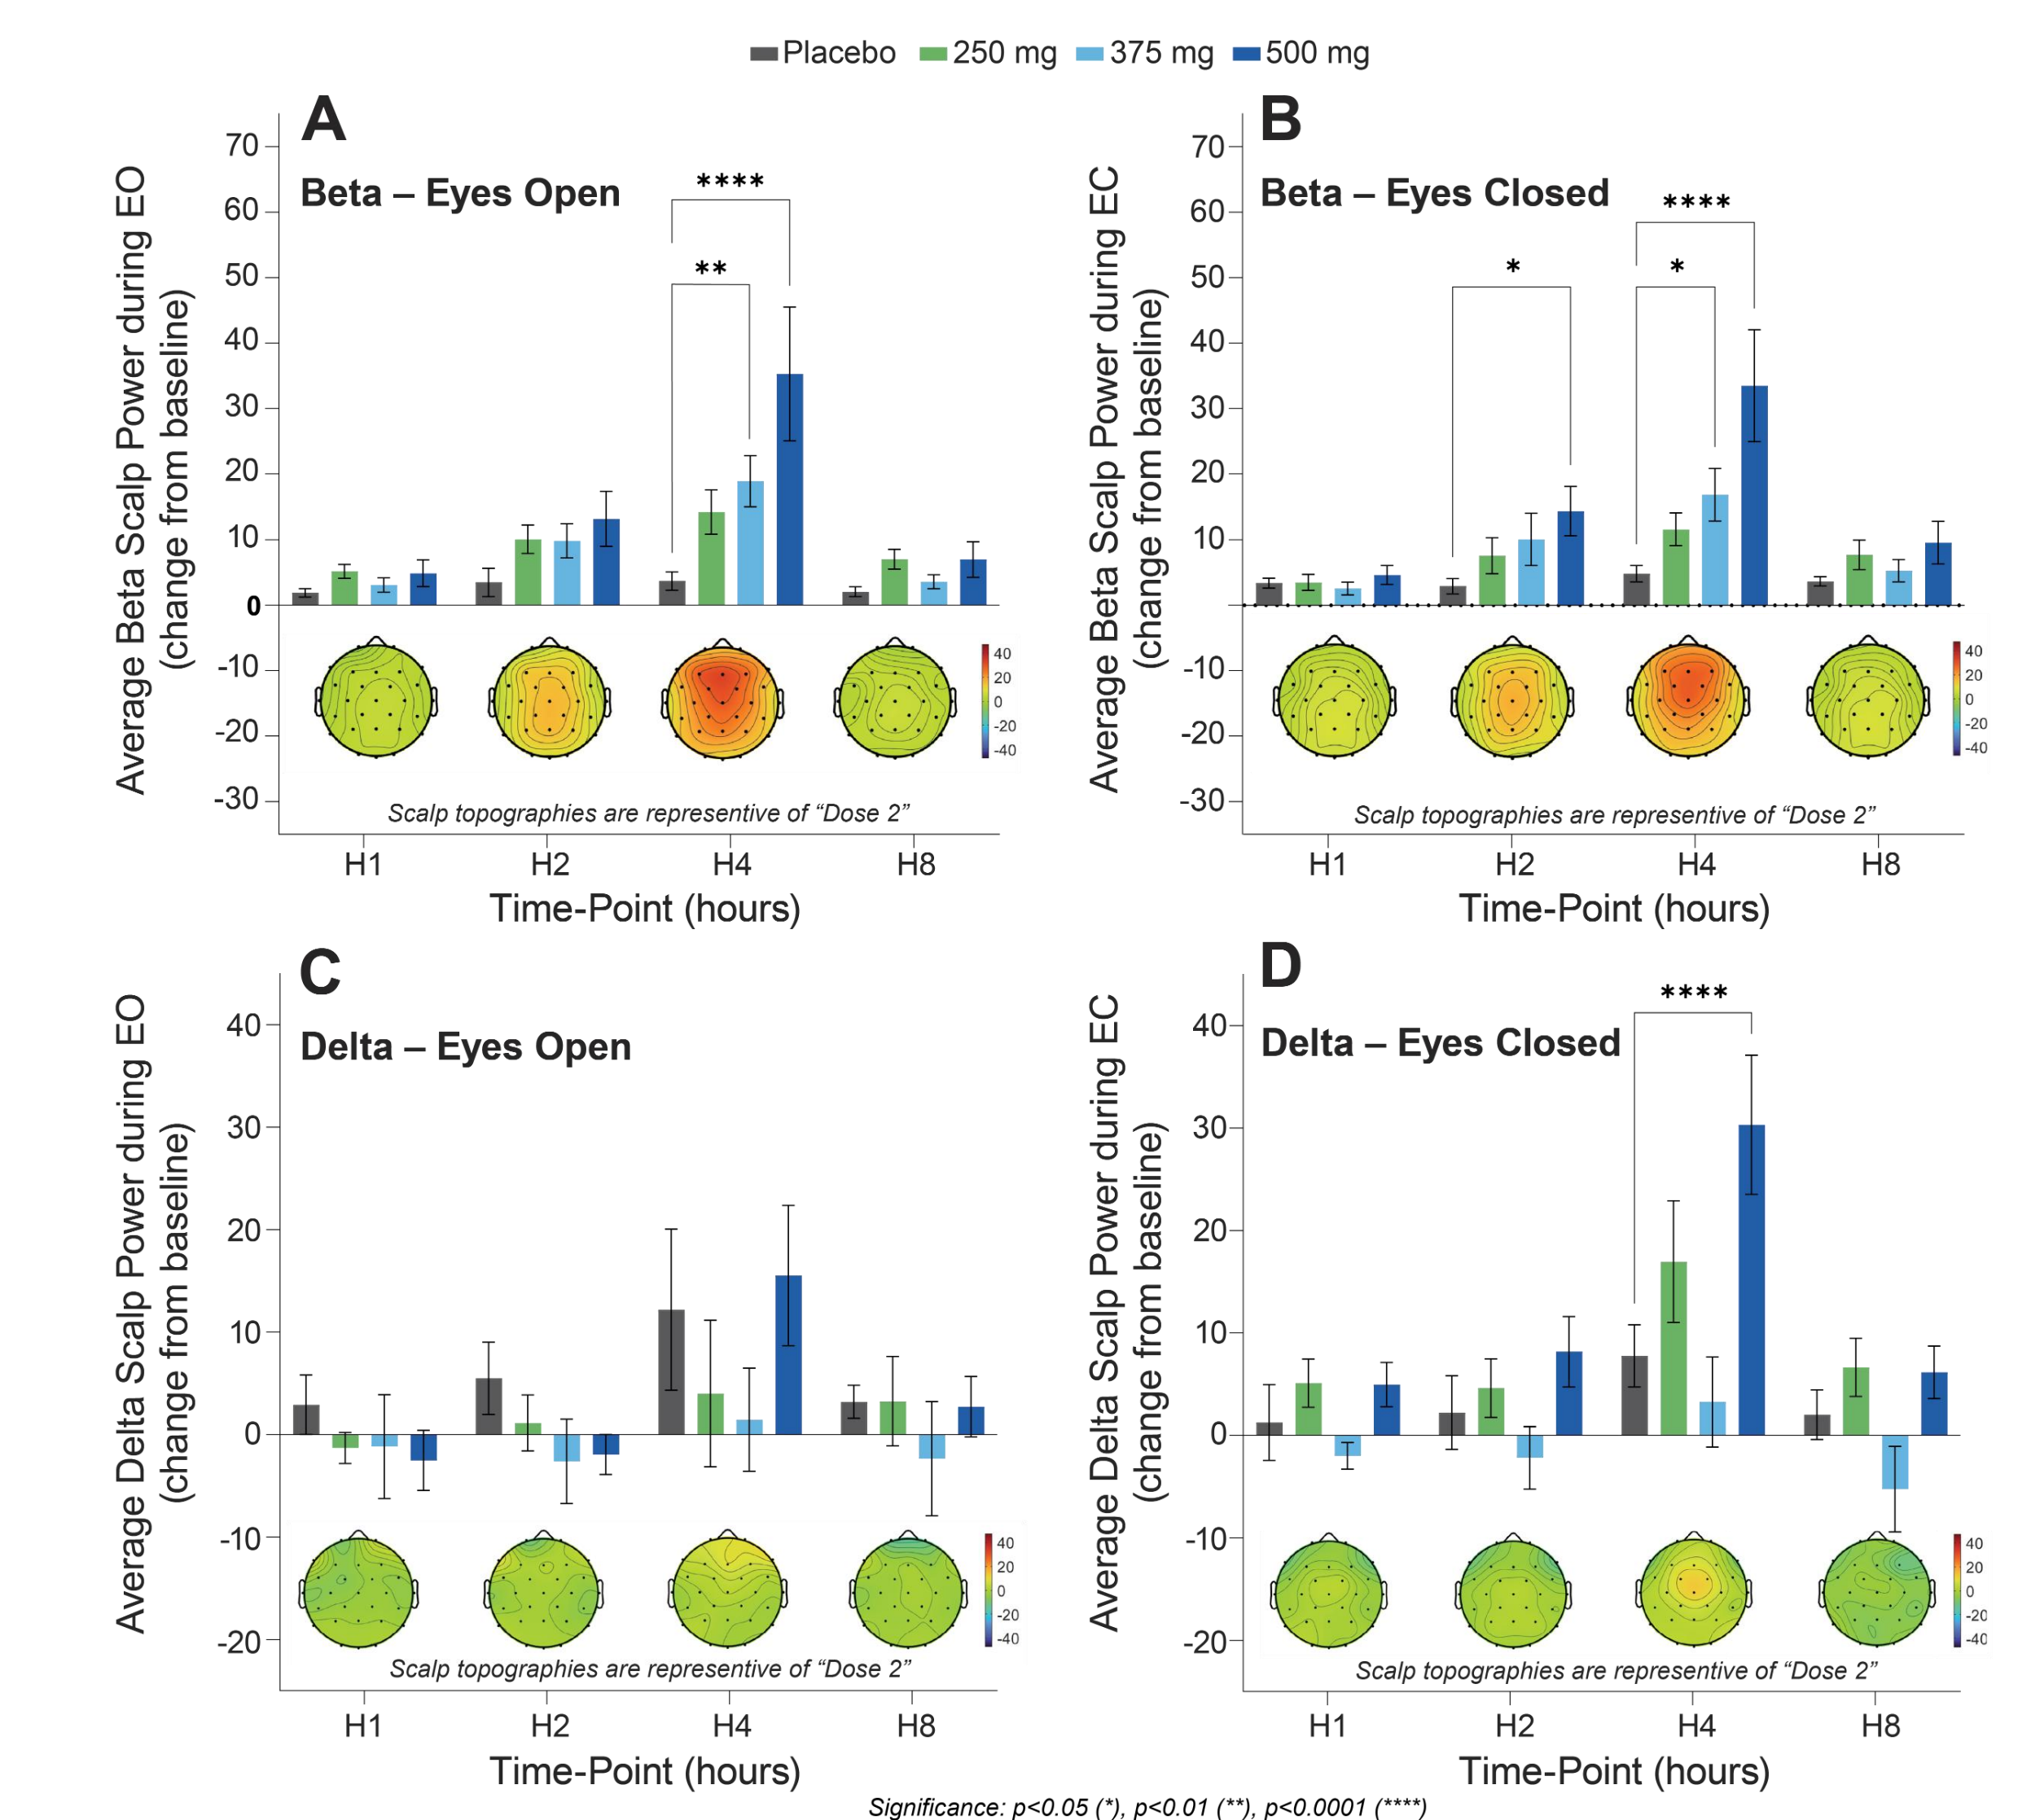 Placebo 250 mg 375 mg 500 mg
A
Beta – Eyes Open
Average Beta Scalp Power during EO
(change from baseline)
70
60
50
40
30
20
10
0
-10
-20
-30
****
**
40
20
0
-20
-40
Scalp topographies are representive of “Dose 2”
H1 H2 H4 H8
Time-Point (hours)
B
Beta – Eyes Closed
Average Beta Scalp Power during EC
(change from baseline)
70
60
50
40
30
20
10
-10
-20
-30
****
*
*
40
20
0
-20
-40
Scalp topographies are representive of “Dose 2”
H1 H2 H4 H8
Time-Point (hours)
C
Delta – Eyes Open
Average Delta Scalp Power during EO
(change from baseline)
40
30
20
10
0
-10
-20
40
20
0
-20
-40
Scalp topographies are representive of “Dose 2”
H1 H2 H4 H8
Time-Point (hours)
D
Delta – Eyes Closed
Average Delta Scalp Power during EC
(change from baseline)
40
30
20
10
0
-10
-20
****
40
20
0
-20
-40
Scalp topographies are representive of “Dose 2”
H1 H2 H4 H8
Time-Point (hours)
Significance: p<0.05 (*), p<0.01 (**), p<0.0001 (****)